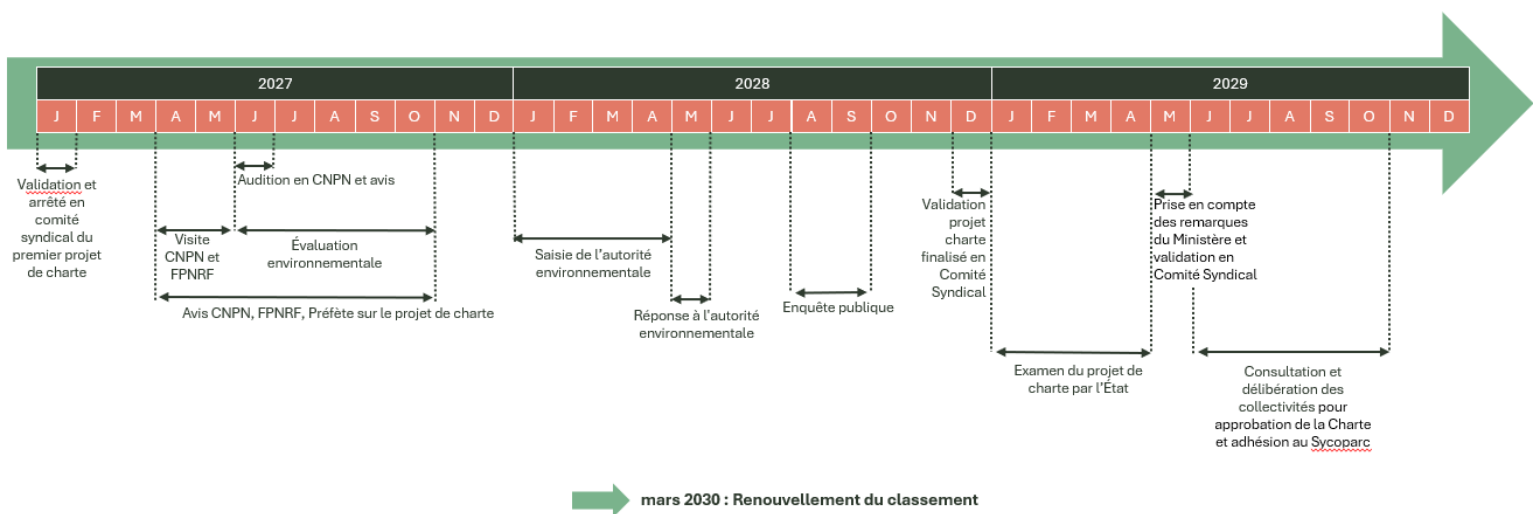 2027 2028 2029
J F M A M J J A S O N D J F M A M J J A S O N D J F M A M J J A S O N D
Validation et
arrêté en
comité
syndical du
premier projet
de charte
Audition en CNPN et avis
Visite
CNPN et
FPNRF
Évaluation
environnementale
Avis CNPN, FPNRF, Préfète sur le projet de charte
Saisie de l'autorité
environnementale
Réponse à l'autorité
environnementale
Enquête publique
Validation
projet
charte
finalisé en
Comité
Syndical
Examen du projet de
charte par l'État
Prise en compte
des remarques
du Ministère et
validation en
Comité Syndical
Consultation et
délibération des
collectivités pour
approbation de la Charte
et adhésion au Sycoparc
mars 2030 : Renouvellement du classement